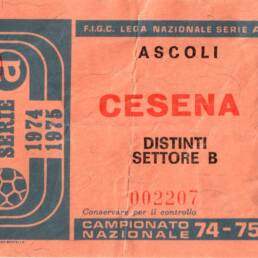 F.I.G.C. LEGA NAZIONALE SERIE A
ASCOLI
CESENA
DISTINTI
SETTORE B
002207
Conservare per il controllo
CAMPIONATO
NAZIONALE 74-75
SERIE
1974
1975